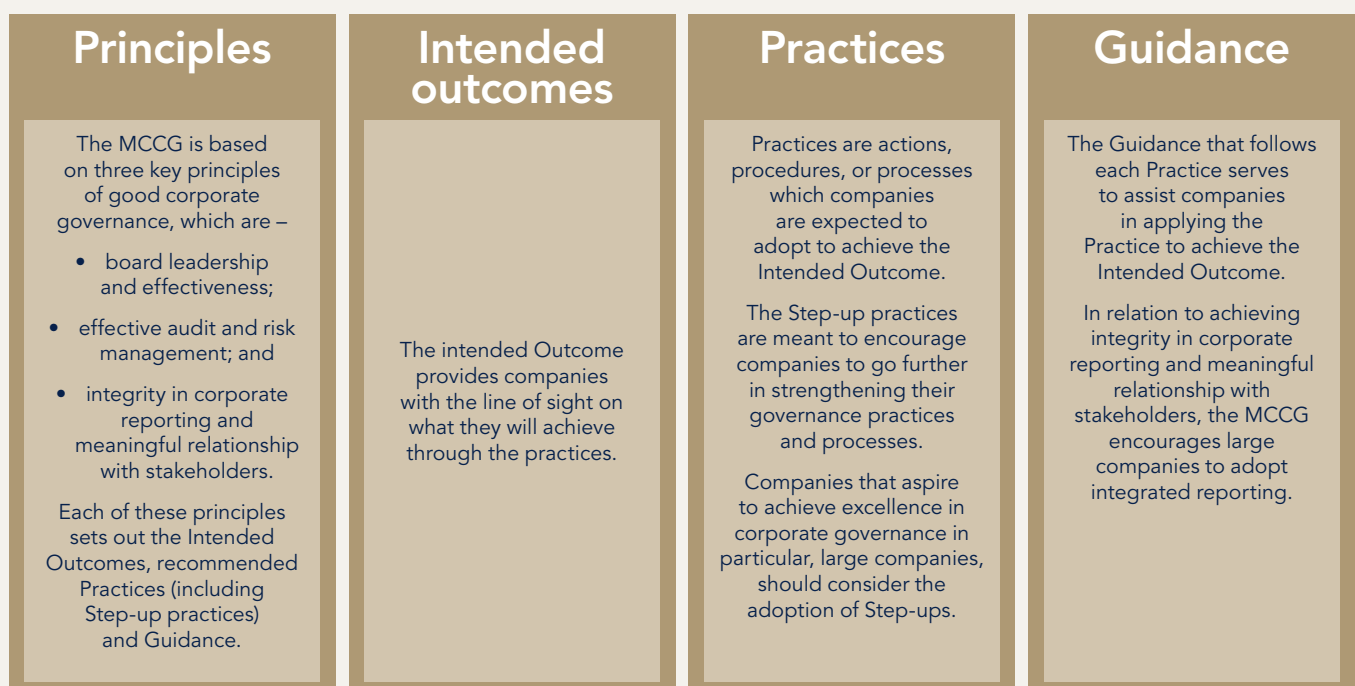 Principles
The MCCG is based
on three key principles
of good corporate
governance, which are –
• board leadership
and effectiveness;
• effective audit and risk
management; and
• integrity in corporate
reporting and
meaningful relationship
with stakeholders.
Each of these principles
sets out the Intended
Outcomes, recommended
Practices (including
Step-up practices)
and Guidance.
Intended
outcomes
The intended Outcome
provides companies
with the line of sight on
what they will achieve
through the practices.
Practices
Practices are actions,
procedures, or processes
which companies
are expected to
adopt to achieve the
Intended Outcome.
The Step-up practices
are meant to encourage
companies to go further
in strengthening their
governance practices
and processes.
Companies that aspire
to achieve excellence in
corporate governance in
particular, large companies,
should consider the
adoption of Step-ups.
Guidance
The Guidance that follows
each Practice serves
to assist companies
in applying the
Practice to achieve the
Intended Outcome.
In relation to achieving
integrity in corporate
reporting and meaningful
relationship with
stakeholders, the MCCG
encourages large
companies to adopt
integrated reporting.